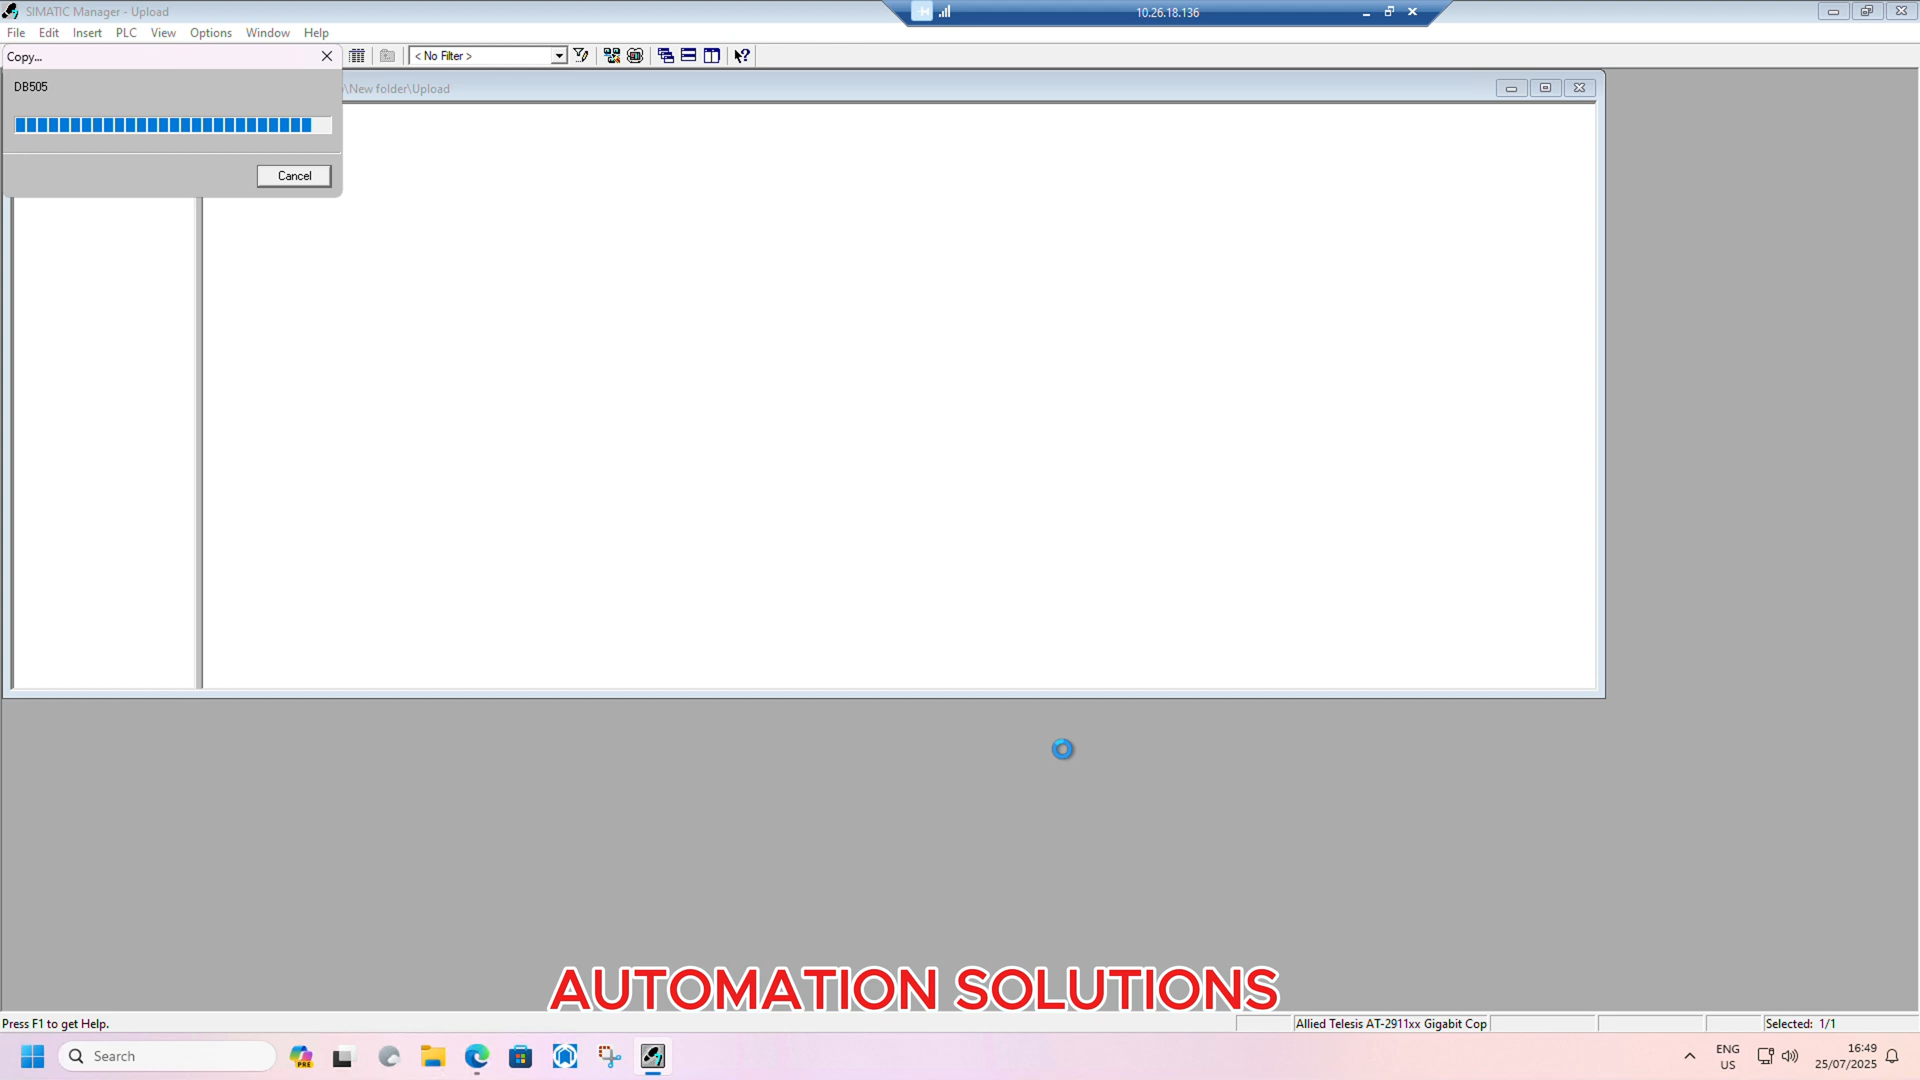 SIMATIC Manager - Upload
10.26.18.136
File Edit Insert PLC View Options Window Help
Copy...
< No Filter >
DB505
\New folder\Upload
Cancel
AUTOMATION SOLUTIONS
Press F1 to get Help.
Allied Telesis AT-2911xx Gigabit Cop
Selected: 1/1
Search
PRE
ENG
US
16:49
25/07/2025